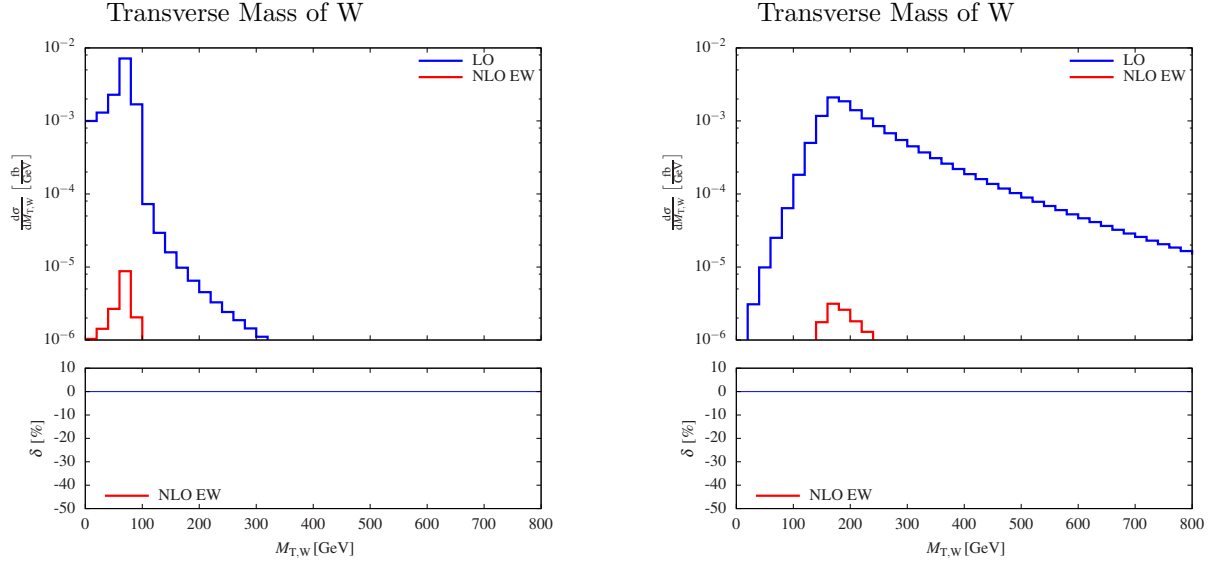 Transverse Mass of W
10⁻²
10⁻³
10⁻⁴
10⁻⁵
10⁻⁶
dσ/dM_T,W [fb/GeV]
LO
NLO EW
10
0
-10
-20
-30
-40
-50
δ [%]
NLO EW
0 100 200 300 400 500 600 700 800
M_T,W [GeV]
Transverse Mass of W
10⁻²
10⁻³
10⁻⁴
10⁻⁵
10⁻⁶
dσ/dM_T,W [fb/GeV]
LO
NLO EW
10
0
-10
-20
-30
-40
-50
δ [%]
NLO EW
0 100 200 300 400 500 600 700 800
M_T,W [GeV]